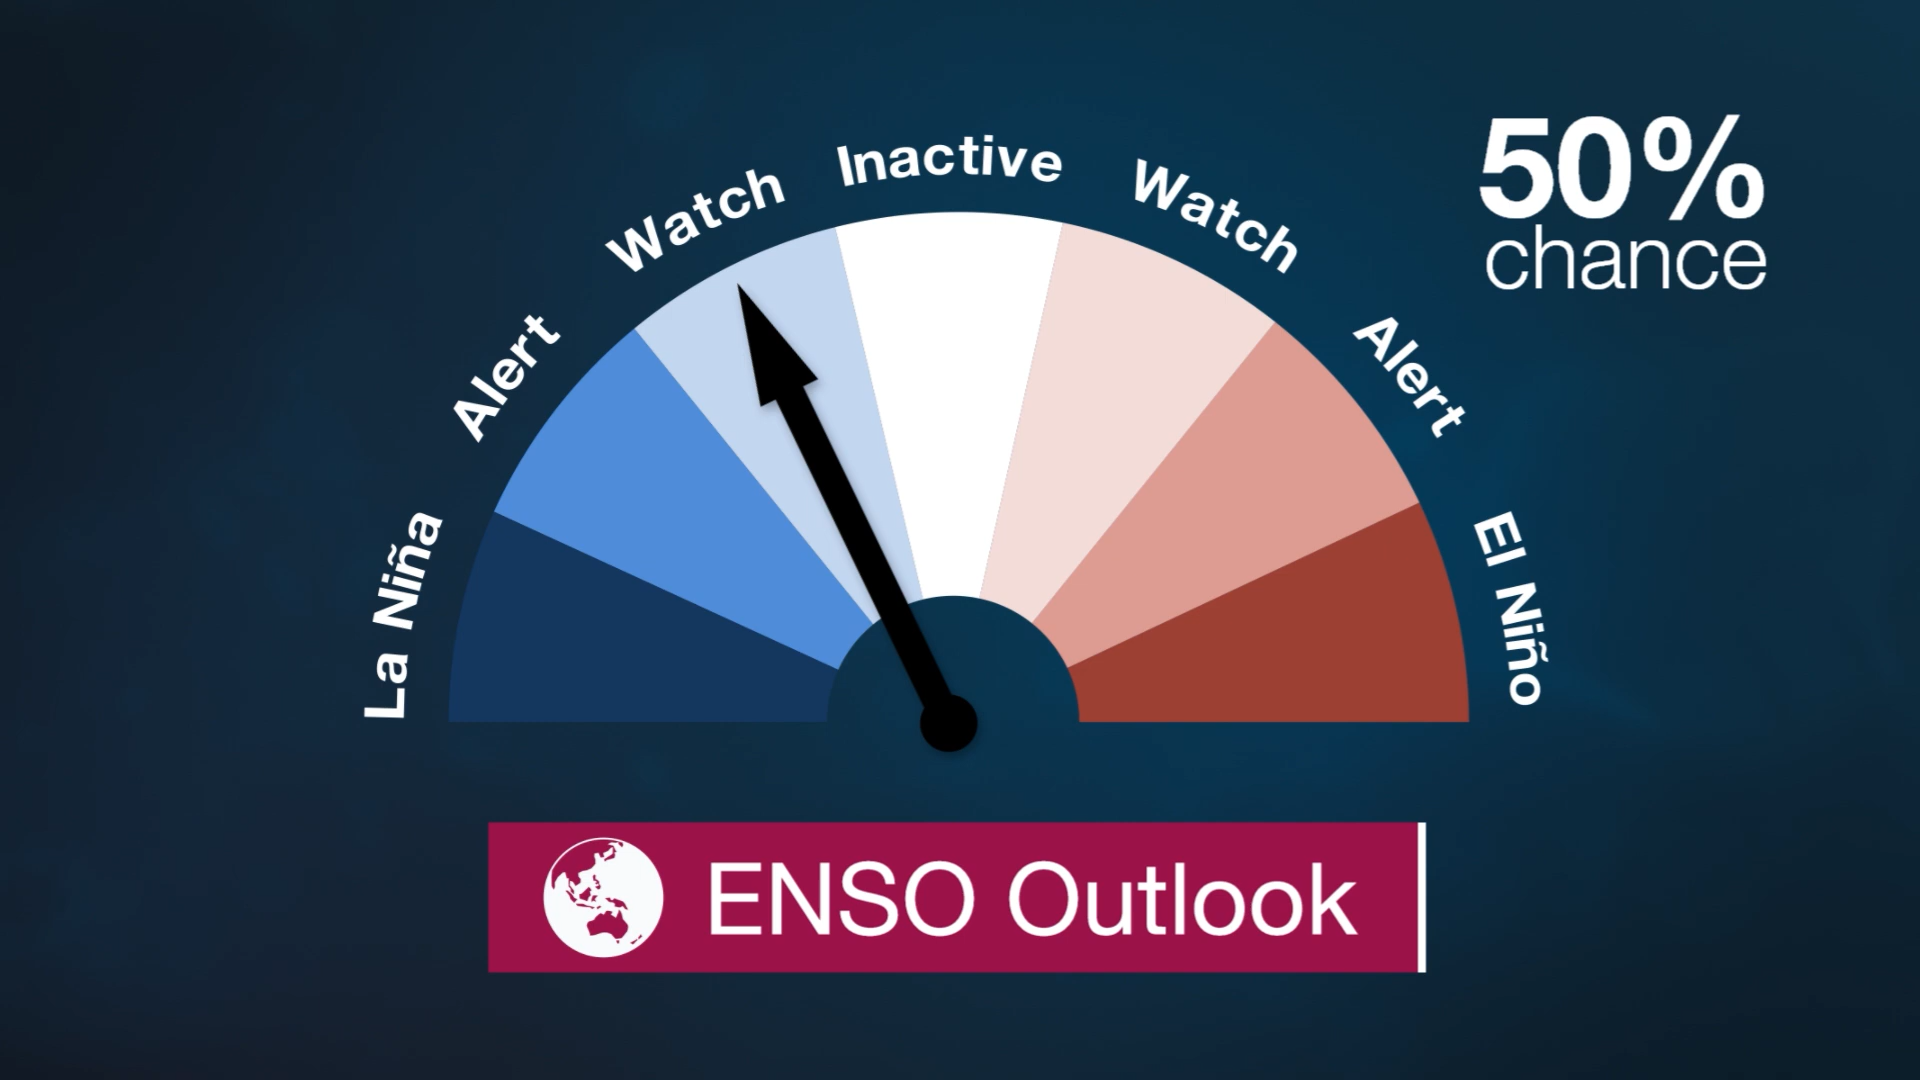 La Niña
Alert
Watch
Inactive
Watch
Alert
El Niño
50%
chance
ENSO Outlook